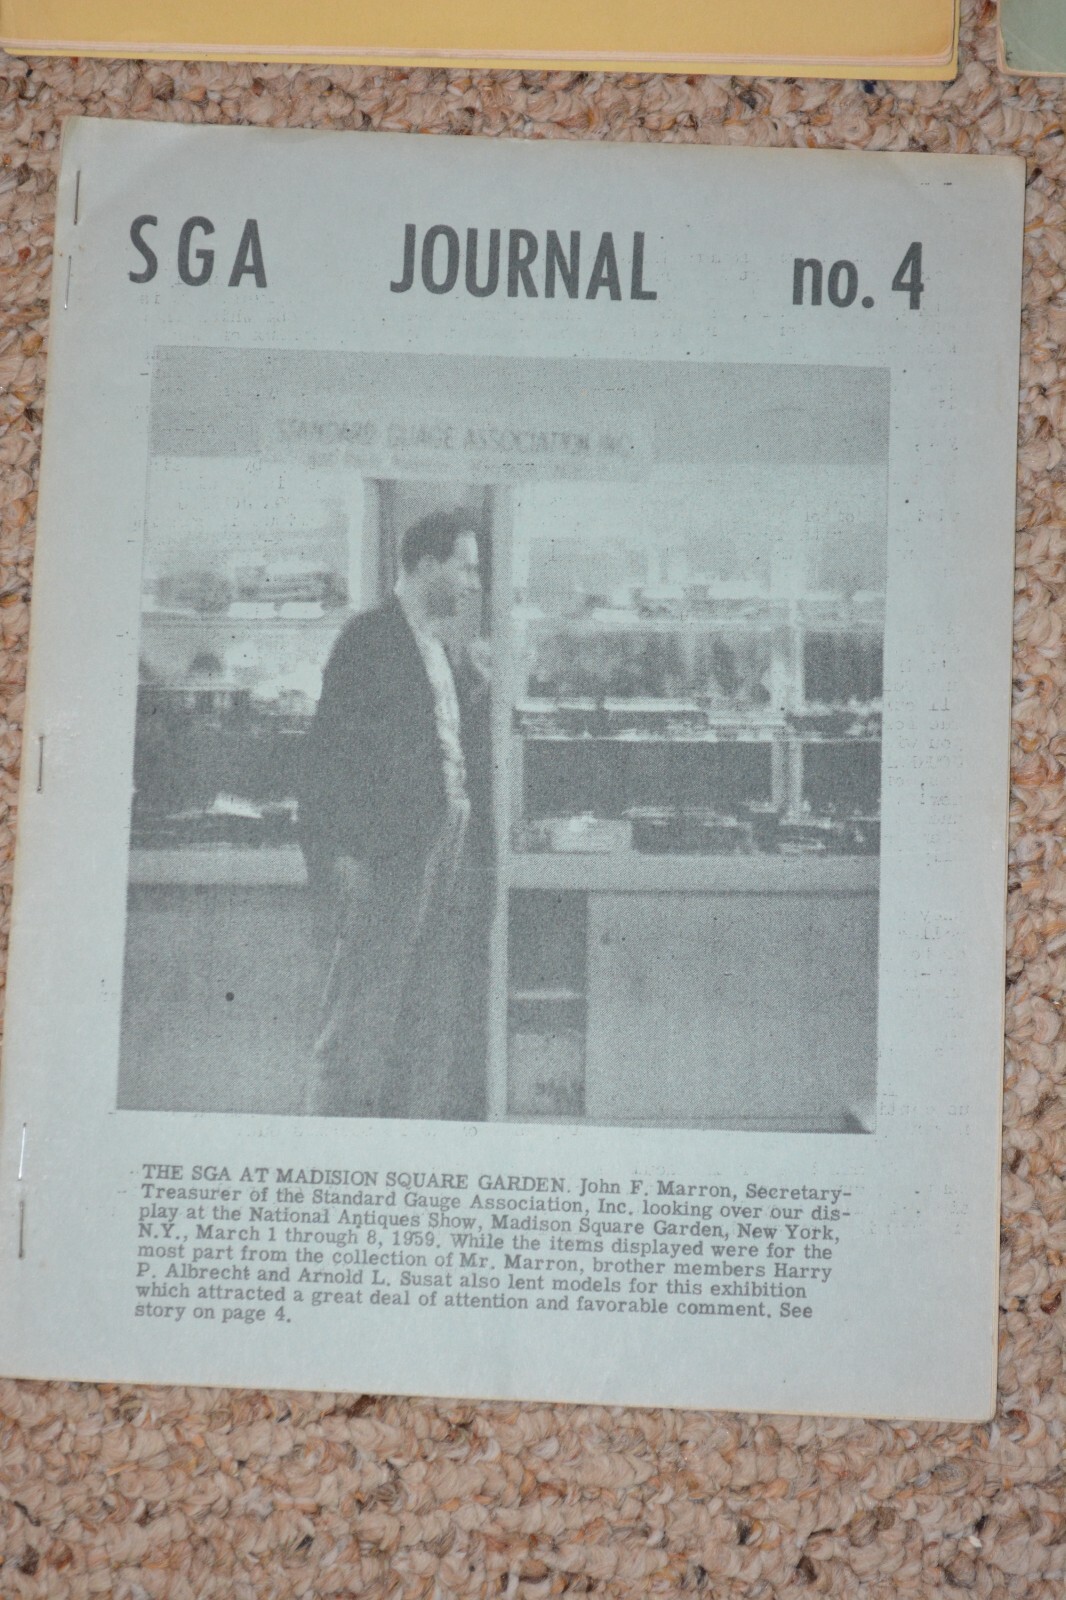 SGA JOURNAL no. 4
STANDARD GUAGE ASSOCIATION INC.
THE SGA AT MADISION SQUARE GARDEN. John F. Marron, Secretary-
Treasurer of the Standard Gauge Association, Inc. looking over our dis-
play at the National Antiques Show, Madison Square Garden, New York,
N.Y., March 1 through 8, 1959. While the items displayed were for the
most part from the collection of Mr. Marron, brother members Harry
P. Albrecht and Arnold L. Susat also lent models for this exhibition
which attracted a great deal of attention and favorable comment. See
story on page 4.